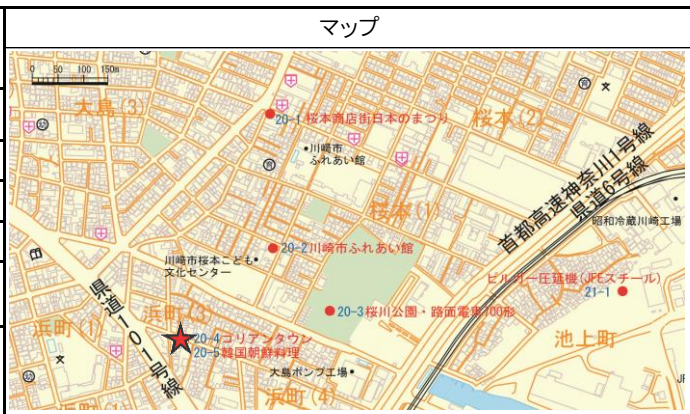 マップ
0 50 100 150m
大島(3)
20-1 桜本商店街日本のまつり
桜本(2)
川崎市
ふれあい館
首都高速神奈川1号線
県道6号線
桜本(1)
昭和冷蔵川崎工場
20-2 川崎市ふれあい館
川崎市桜本こども
文化センター
ピルガー圧延機(JFEスチール)
21-1
県道101号線
浜町(3)
20-3 桜川公園・路面電車700形
浜町(1)
20-4 コリアンタウン
20-5 韓国朝鮮料理
池上町
大島ポンプ工場
浜町(4)